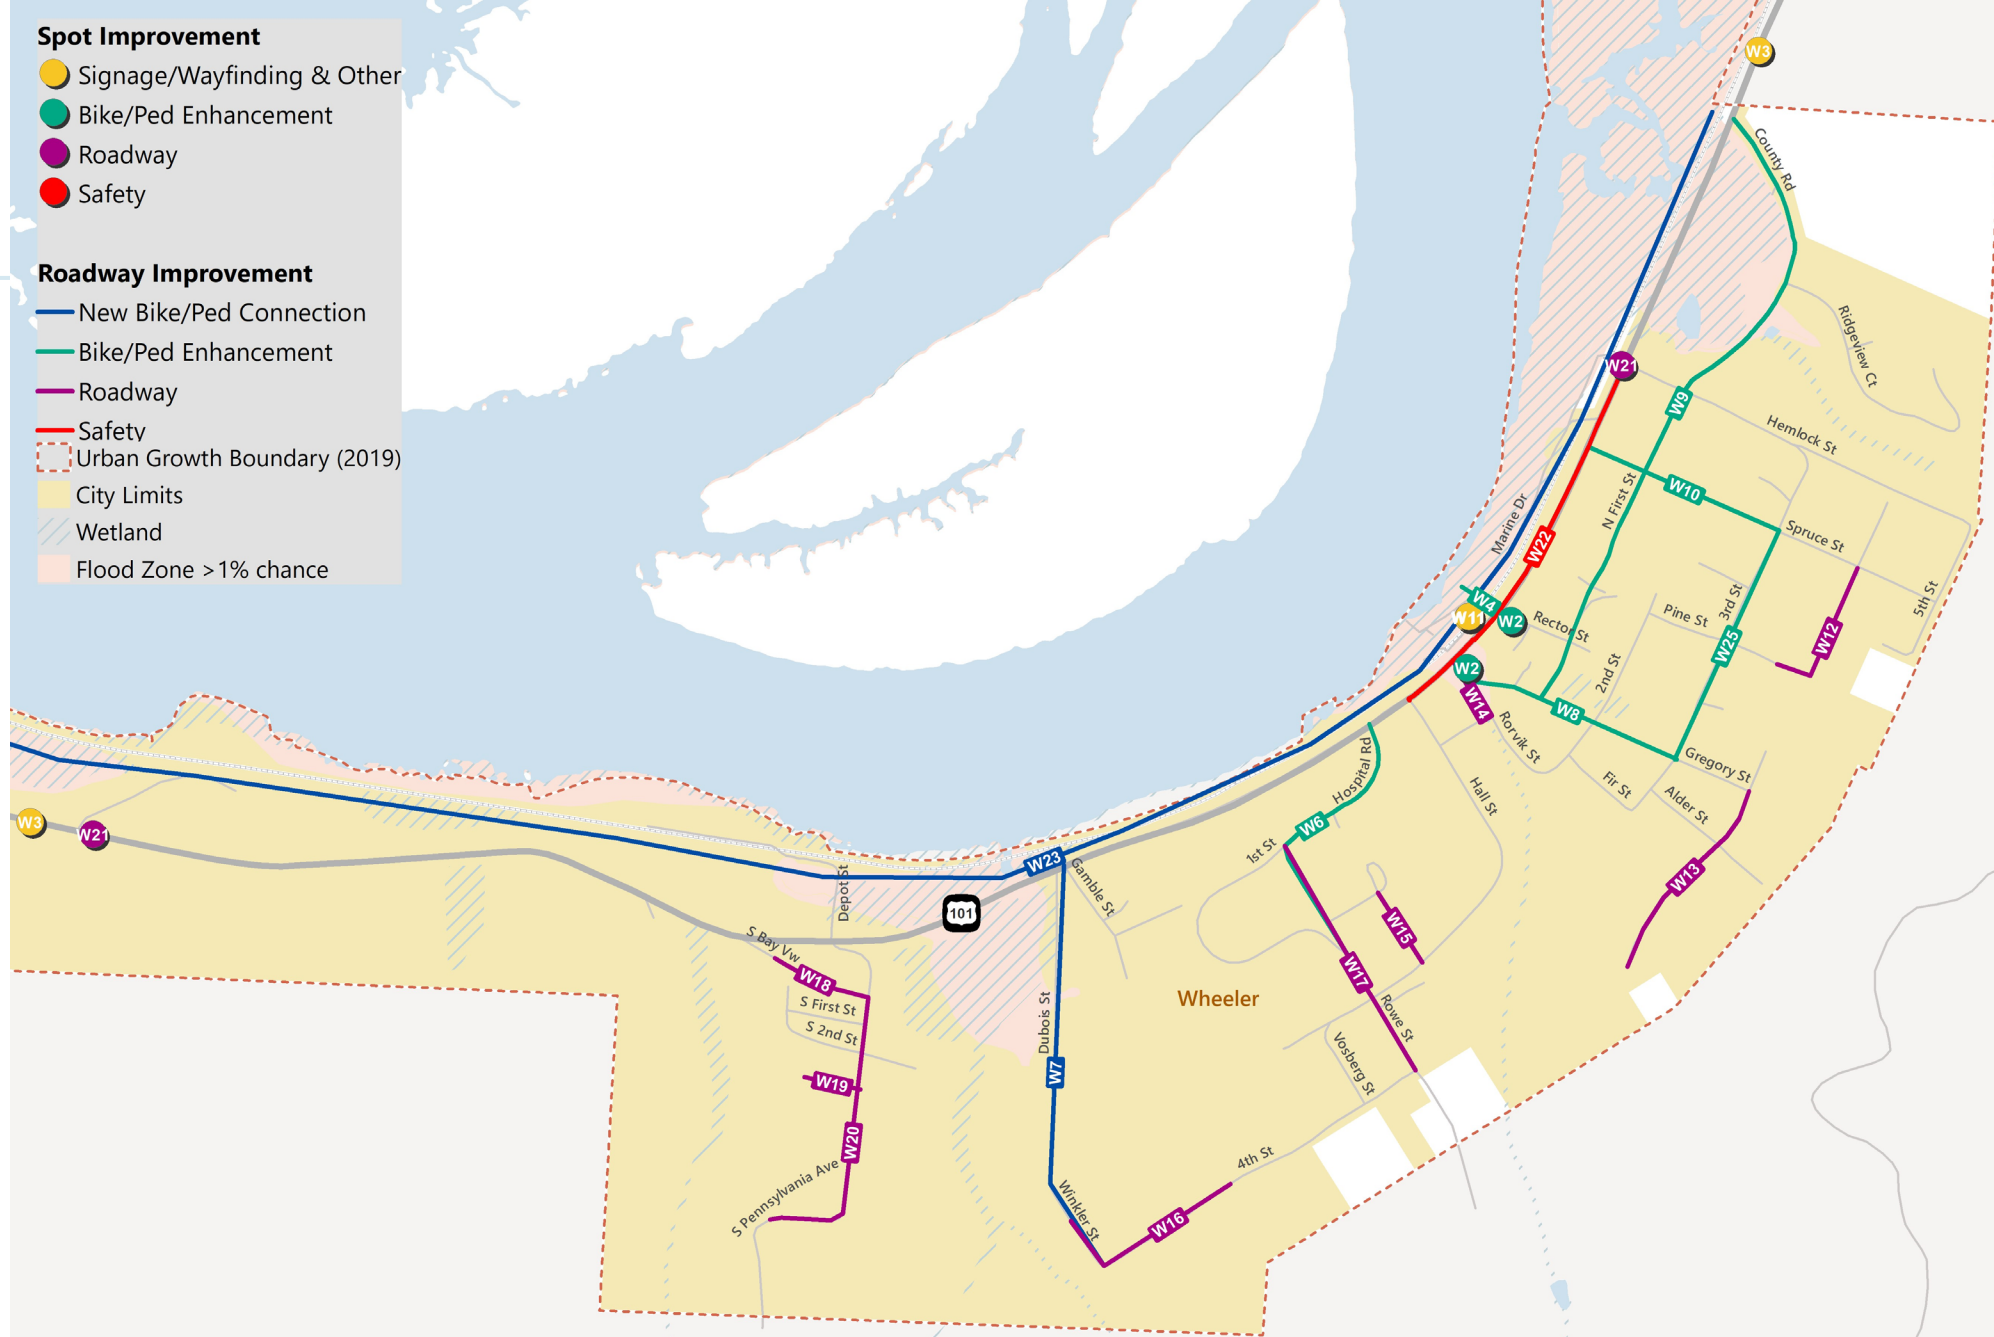 Spot Improvement
Signage/Wayfinding & Other
Bike/Ped Enhancement
Roadway
Safety
Roadway Improvement
New Bike/Ped Connection
Bike/Ped Enhancement
Roadway
Safety
Urban Growth Boundary (2019)
City Limits
Wetland
Flood Zone >1% chance
W3
County Rd
Ridgeview Ct
W21
W9
Hemlock St
W10
N First St
Marine Dr
Spruce St
W22
5th St
W4
3rd St
W11
W2
Rector St
Pine St
W12
W25
W2
2nd St
W14
W8
Rorvik St
Gregory St
Hospital Rd
Fir St
Hall St
Alder St
W3
W21
W6
1st St
W23
Gamble St
W13
Depot St
101
W15
S Bay Vw
W18
W17
S First St
Wheeler
Rowe St
S 2nd St
Dubois St
Vosberg St
W7
W19
W20
4th St
S Pennsylvania Ave
Winkler St
W16